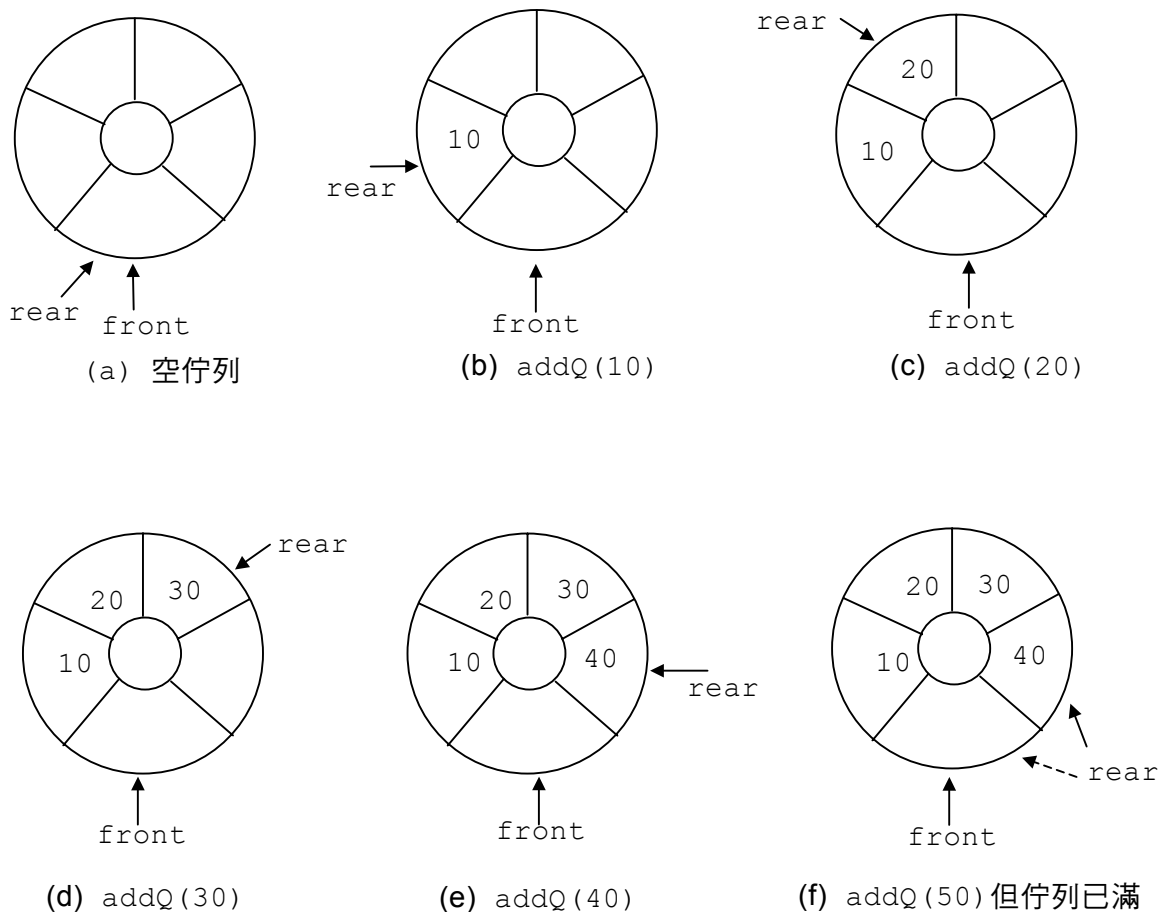 rear
front
(a) 空佇列
10
rear
front
(b) addQ(10)
rear
20
10
front
(c) addQ(20)
rear
20
30
10
front
(d) addQ(30)
20
30
10
40
rear
front
(e) addQ(40)
20
30
10
40
rear
front
(f) addQ(50)但佇列已滿